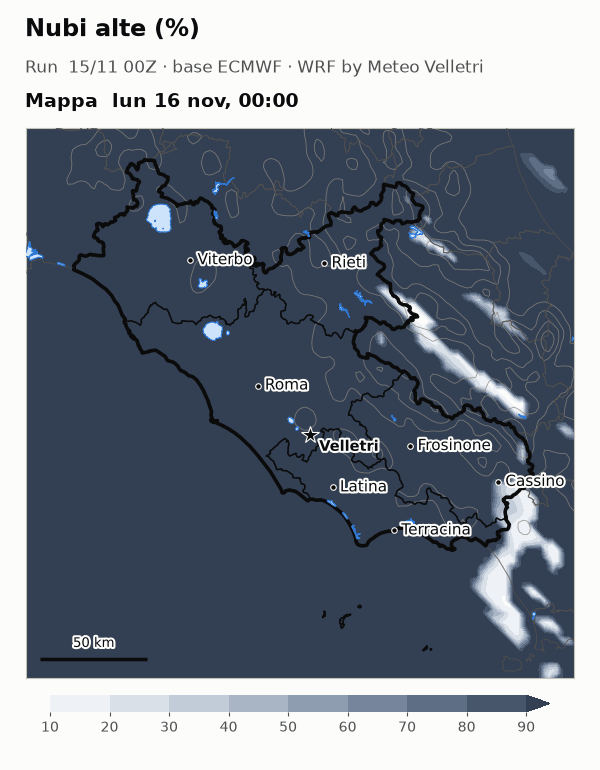 Nubi alte (%)
Run  15/11 00Z · base ECMWF · WRF by Meteo Velletri
Mappa  lun 16 nov, 00:00
Viterbo
Rieti
Roma
Velletri
Frosinone
Cassino
Latina
Terracina
50 km
10 20 30 40 50 60 70 80 90